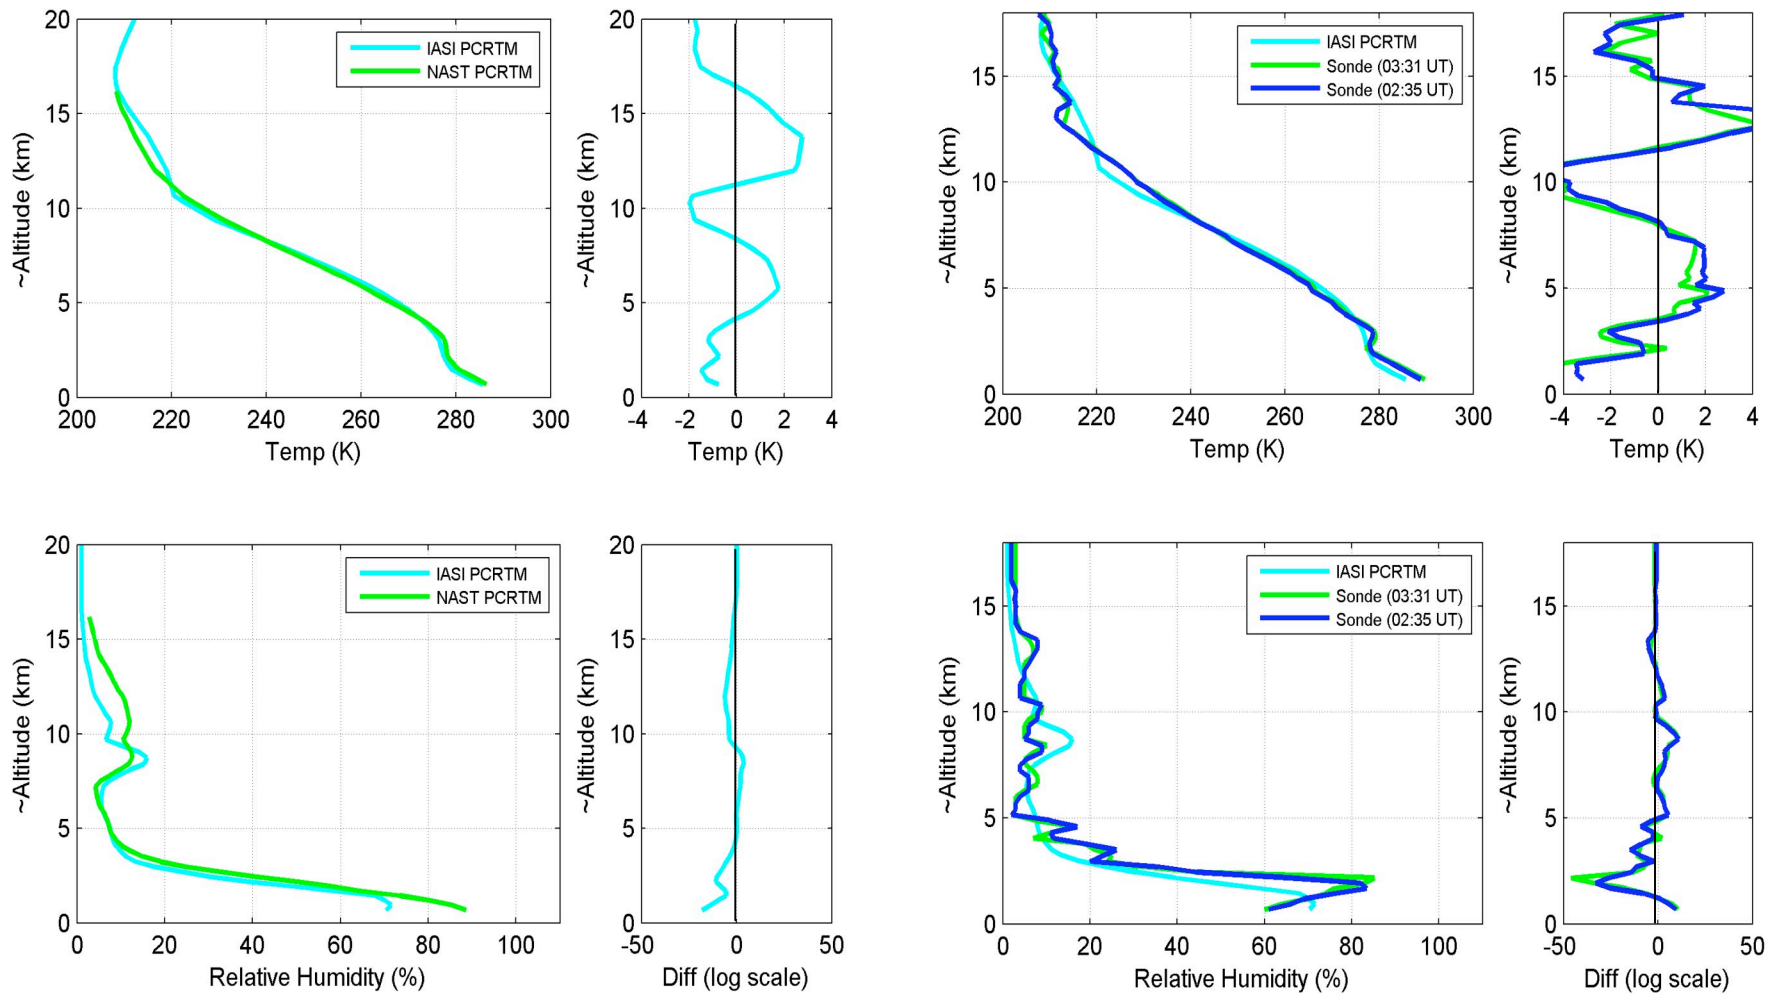 20
15
10
5
0
~Altitude (km)
200 220 240 260 280 300
Temp (K)
IASI PCRTM
NAST PCRTM
20
15
10
5
0
~Altitude (km)
-4 -2 0 2 4
Temp (K)
15
10
5
0
~Altitude (km)
200 220 240 260 280 300
Temp (K)
IASI PCRTM
Sonde (03:31 UT)
Sonde (02:35 UT)
15
10
5
0
~Altitude (km)
-4 -2 0 2 4
Temp (K)
20
15
10
5
0
~Altitude (km)
0 20 40 60 80 100
Relative Humidity (%)
IASI PCRTM
NAST PCRTM
20
15
10
5
0
~Altitude (km)
-50 0 50
Diff (log scale)
15
10
5
0
~Altitude (km)
0 20 40 60 80 100
Relative Humidity (%)
IASI PCRTM
Sonde (03:31 UT)
Sonde (02:35 UT)
15
10
5
0
~Altitude (km)
-50 0 50
Diff (log scale)